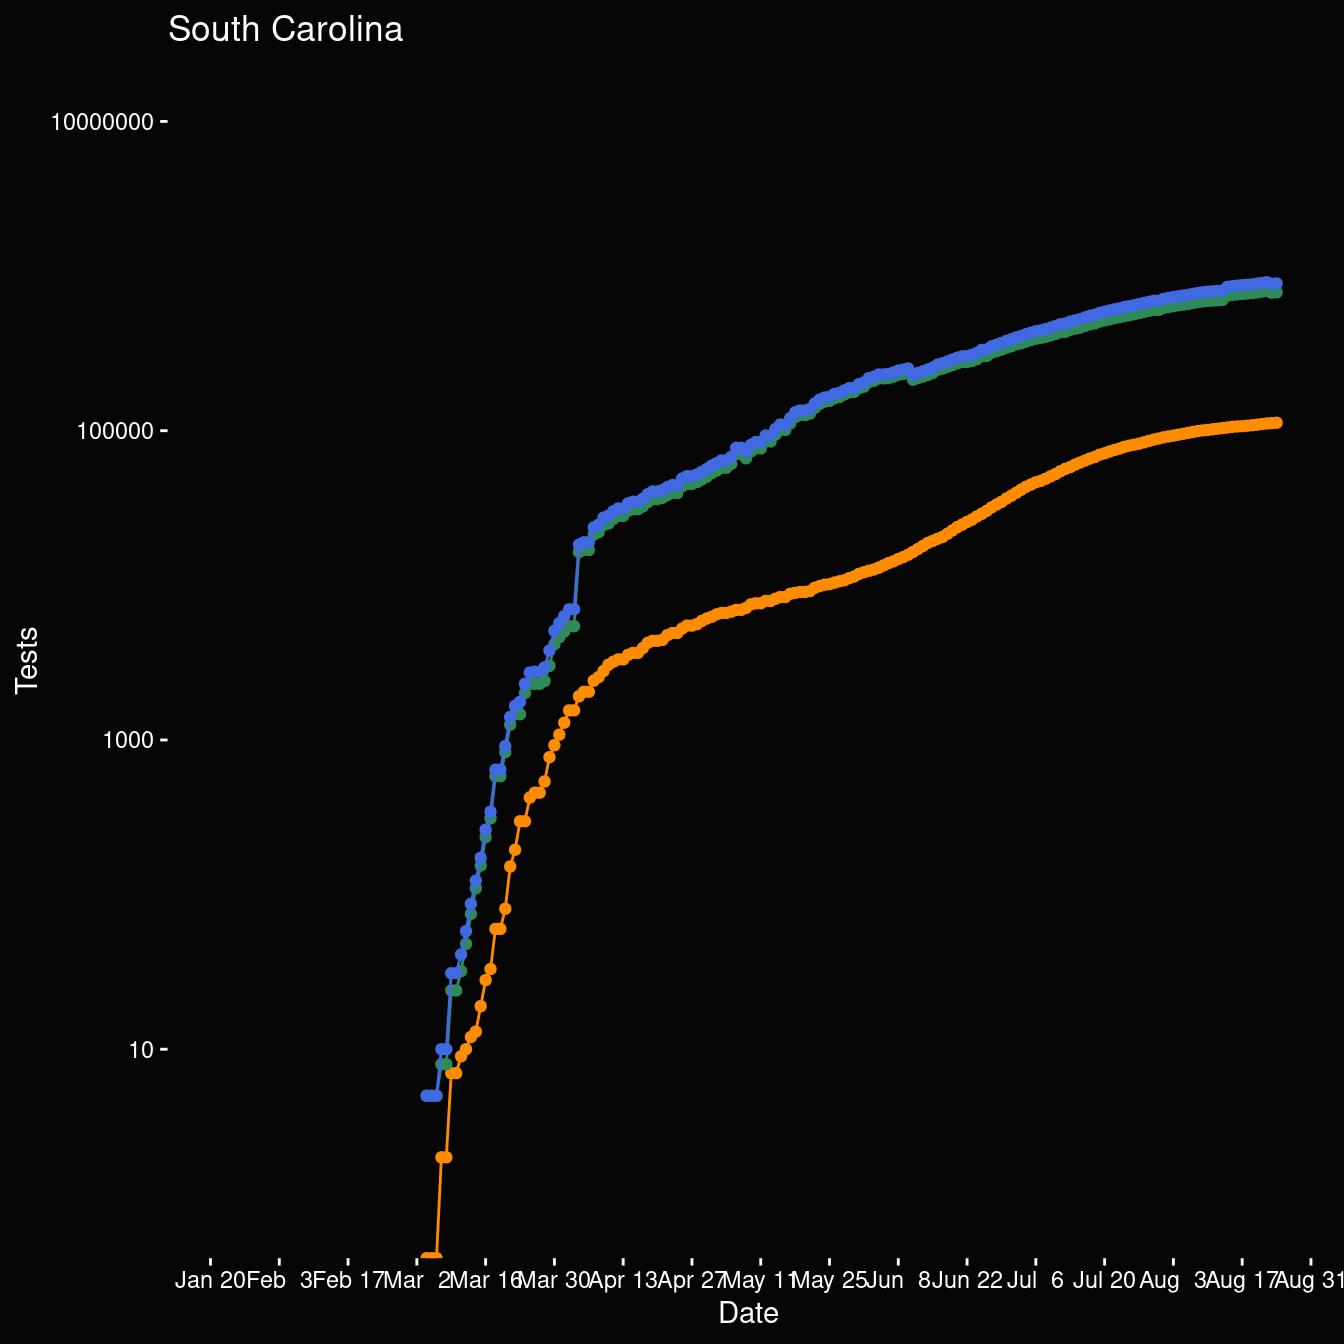 South Carolina
10000000
100000
1000
10
Tests
Jan 20 Feb  3 Feb 17 Mar  2 Mar 16 Mar 30 Apr 13 Apr 27 May 11 May 25 Jun  8 Jun 22 Jul  6 Jul 20 Aug  3 Aug 17 Aug 31
Date